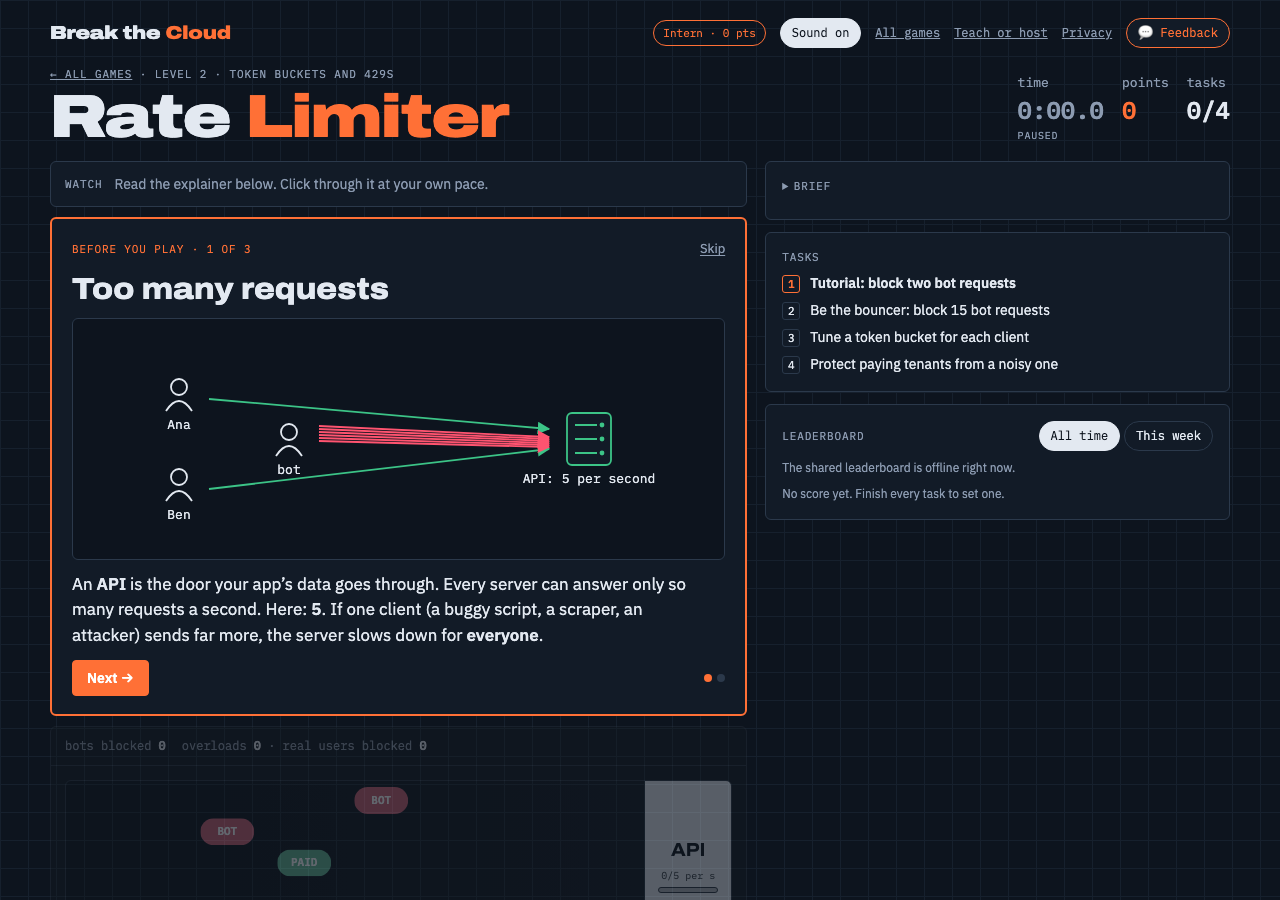 Break the Cloud
Intern · 0 pts
Sound on
All games
Teach or host
Privacy
💬 Feedback
← ALL GAMES · LEVEL 2 · TOKEN BUCKETS AND 429S
Rate Limiter
time
0:00.0
PAUSED
points
0
tasks
0/4
WATCH Read the explainer below. Click through it at your own pace.
BEFORE YOU PLAY · 1 OF 3
Skip
Too many requests
Ana
bot
Ben
API: 5 per second
An API is the door your app’s data goes through. Every server can answer only so
many requests a second. Here: 5. If one client (a buggy script, a scraper, an
attacker) sends far more, the server slows down for everyone.
Next →
bots blocked 0 overloads 0 · real users blocked 0
BOT
BOT
PAID
API
0/5 per s
▶ BRIEF
TASKS
1 Tutorial: block two bot requests
2 Be the bouncer: block 15 bot requests
3 Tune a token bucket for each client
4 Protect paying tenants from a noisy one
LEADERBOARD
All time
This week
The shared leaderboard is offline right now.
No score yet. Finish every task to set one.